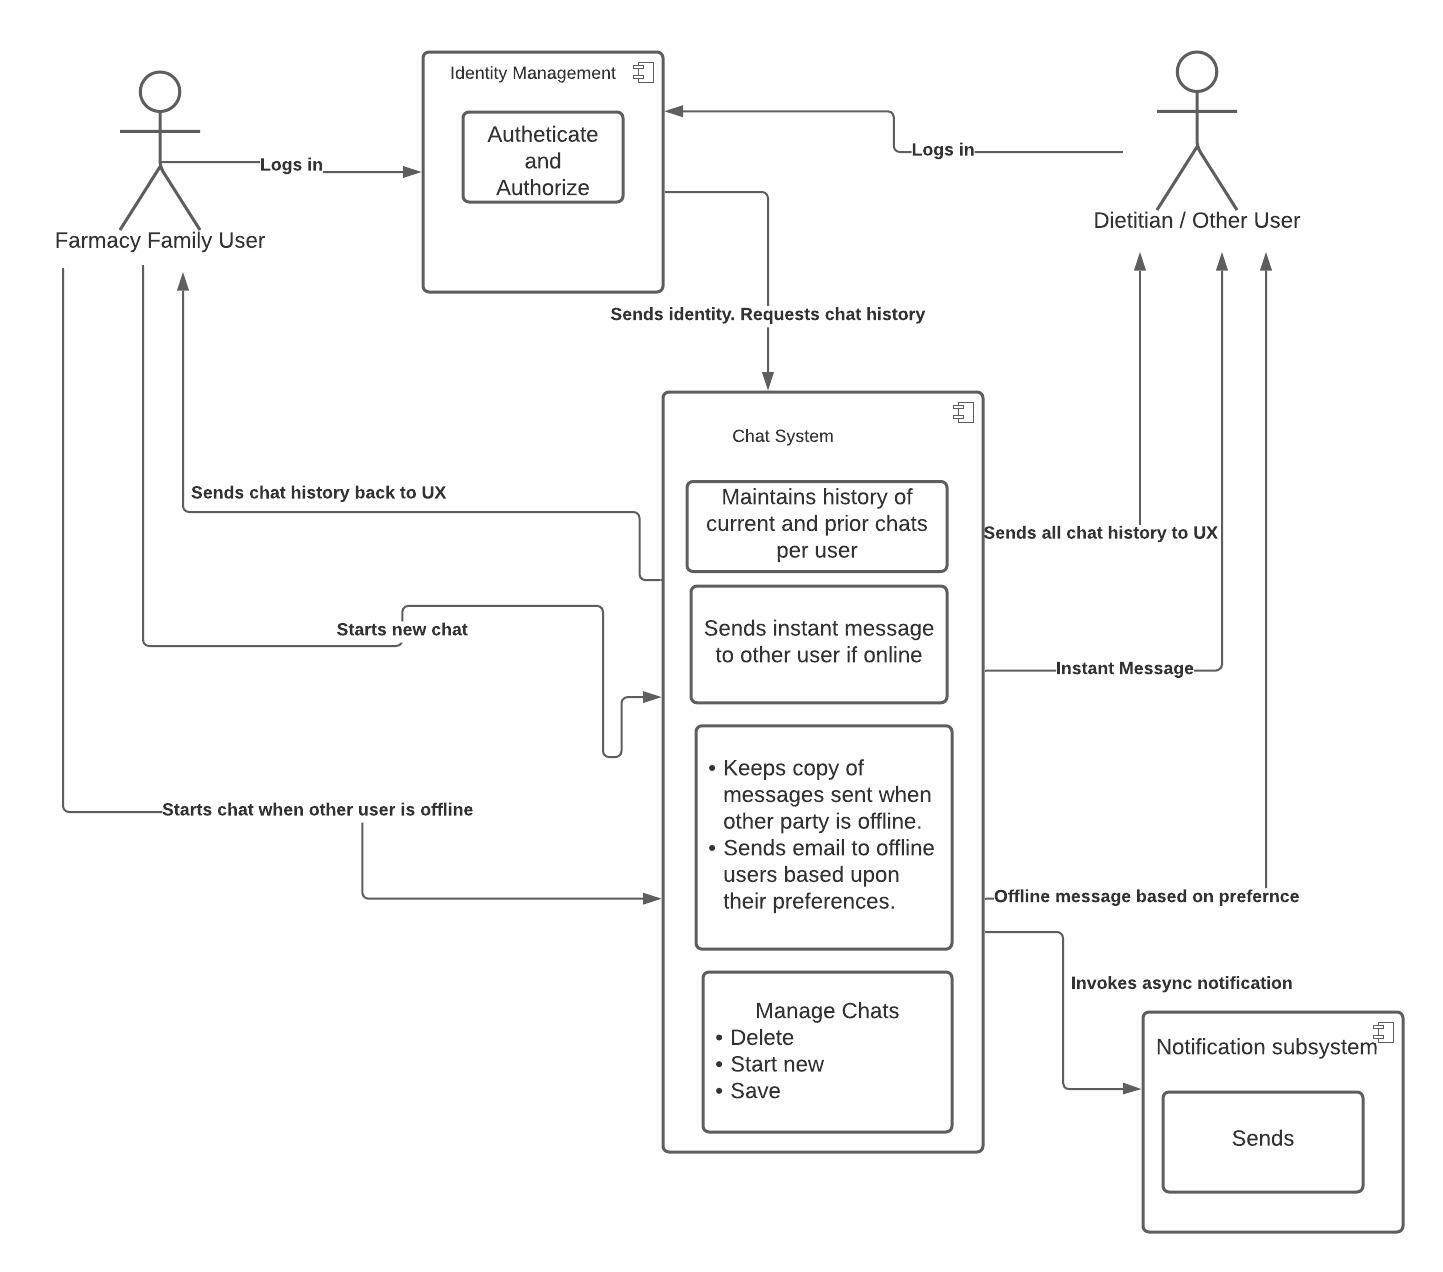 Identity Management
Autheticate
and
Authorize
Logs in
Logs in
Farmacy Family User
Dietitian / Other User
Sends identity. Requests chat history
Chat System
Sends chat history back to UX
Maintains history of
current and prior chats
per user
Sends all chat history to UX
Starts new chat
Sends instant message
to other user if online
Instant Message
• Keeps copy of
messages sent when
other party is offline.
• Sends email to offline
users based upon
their preferences.
Starts chat when other user is offline
Offline message based on prefernce
Invokes async notification
Manage Chats
• Delete
• Start new
• Save
Notification subsystem
Sends